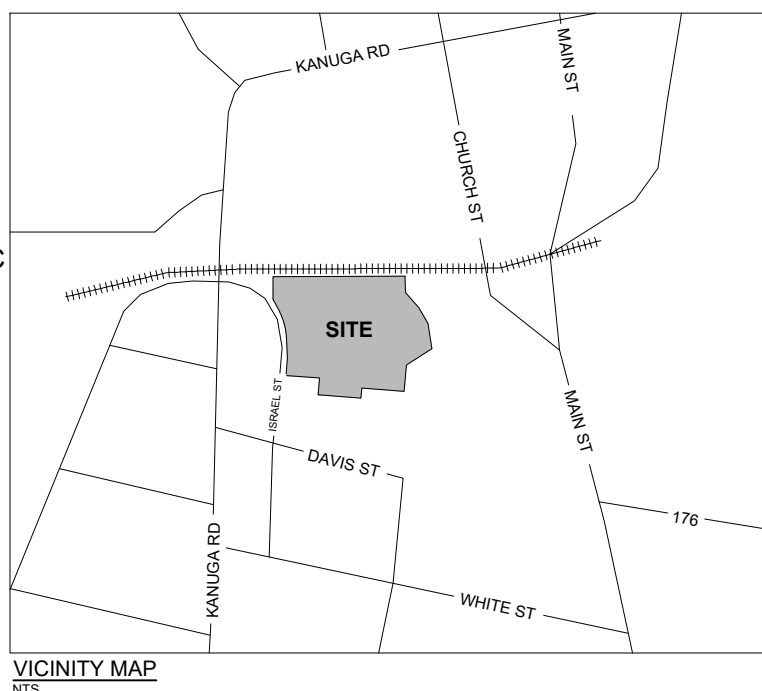 KANUGA RD
MAIN ST
CHURCH ST
SITE
ISRAEL ST
DAVIS ST
MAIN ST
176
KANUGA RD
WHITE ST
VICINITY MAP
NTS